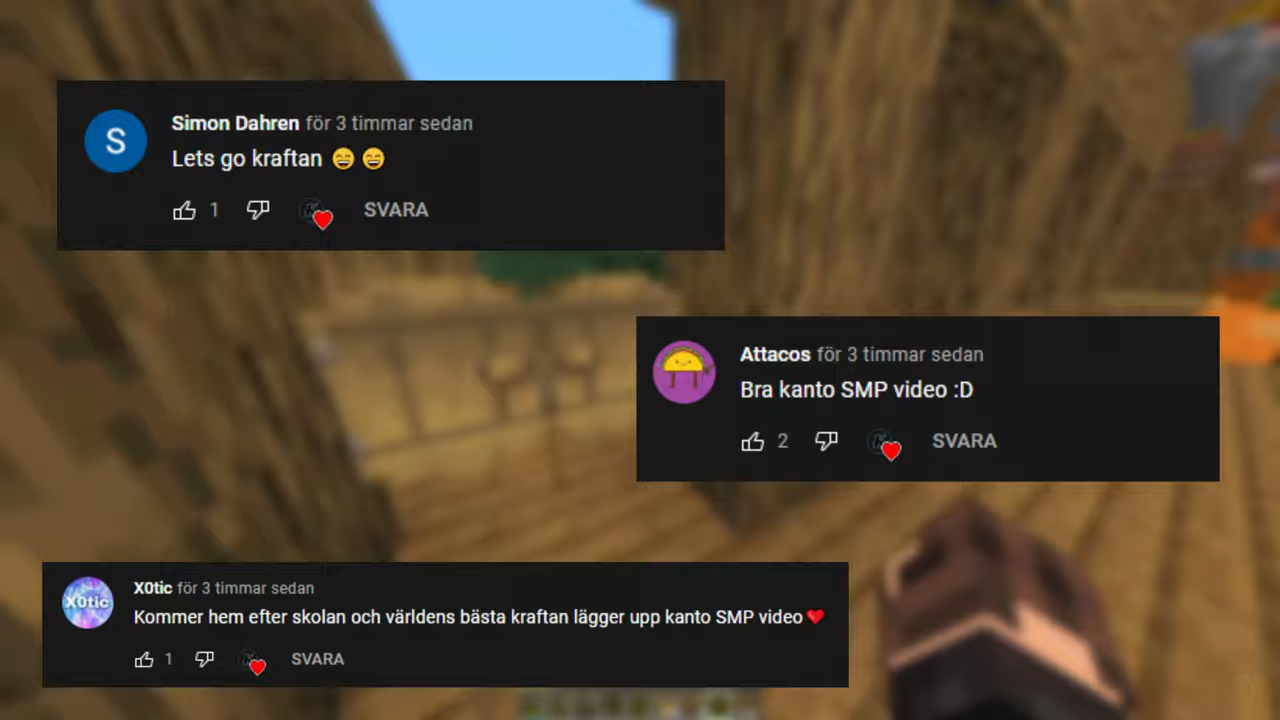 S
Simon Dahren för 3 timmar sedan
Lets go kraftan 😄 😄
1 SVARA
Attacos för 3 timmar sedan
Bra kanto SMP video :D
2 SVARA
X0tic
X0tic för 3 timmar sedan
Kommer hem efter skolan och världens bästa kraftan lägger upp kanto SMP video ❤️
1 SVARA